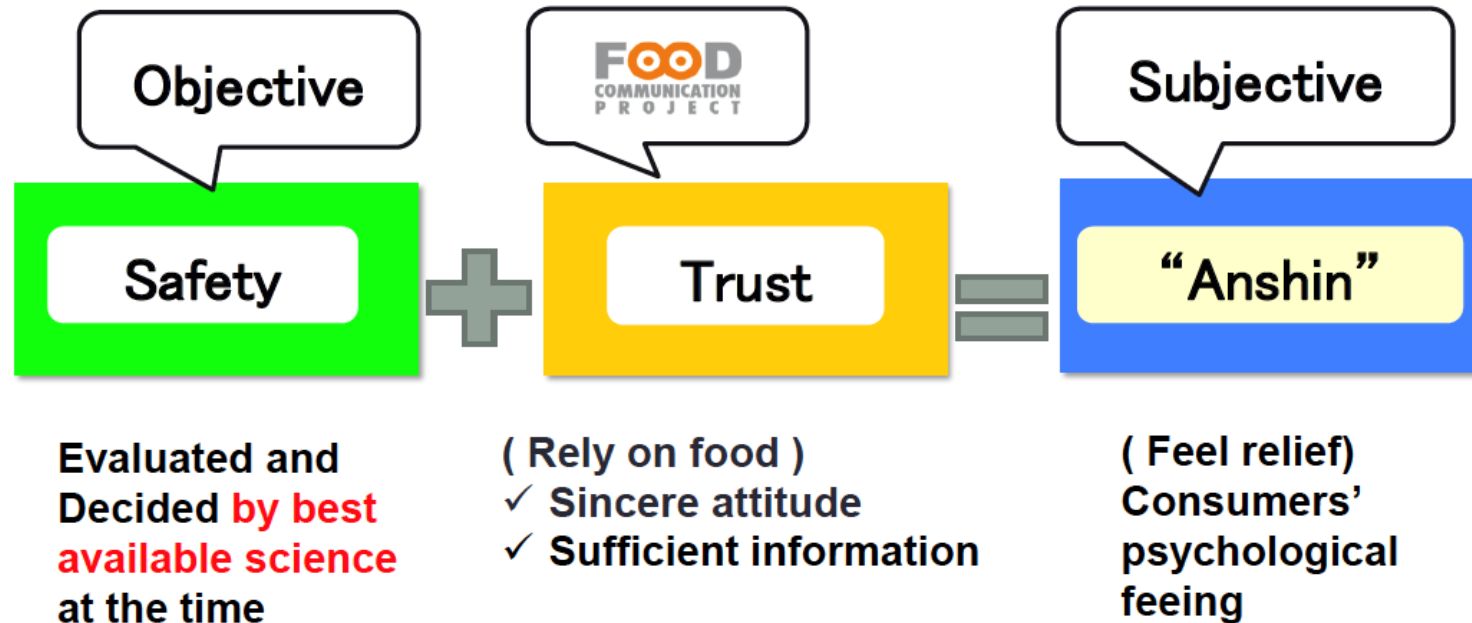 Objective
FOOD
COMMUNICATION
PROJECT
Subjective
Safety
Trust
“Anshin”
Evaluated and
Decided by best
available science
at the time
( Rely on food )
✓ Sincere attitude
✓ Sufficient information
( Feel relief)
Consumers’
psychological
feeing